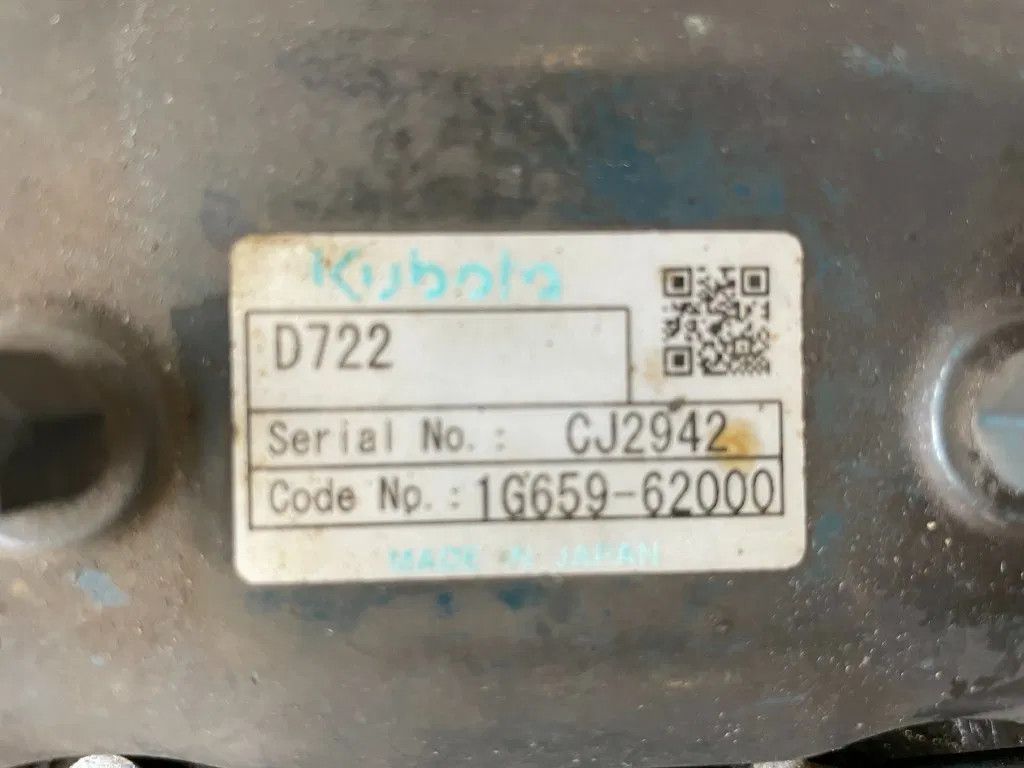 Kubota
D722
Serial No.: CJ2942
Code No.: 1G659-62000
MADE IN JAPAN